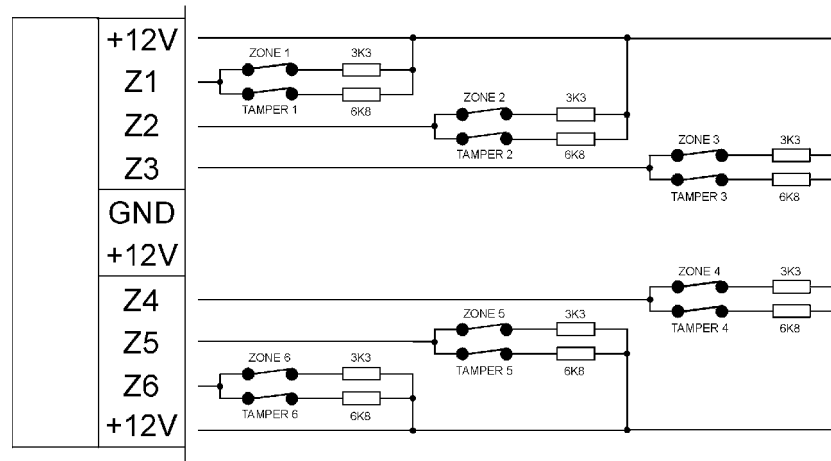 +12V
Z1
Z2
Z3
GND
+12V
Z4
Z5
Z6
+12V
ZONE 1
3K3
TAMPER 1
6K8
ZONE 2
3K3
TAMPER 2
6K8
ZONE 3
3K3
TAMPER 3
6K8
ZONE 4
3K3
TAMPER 4
6K8
ZONE 5
3K3
TAMPER 5
6K8
ZONE 6
3K3
TAMPER 6
6K8